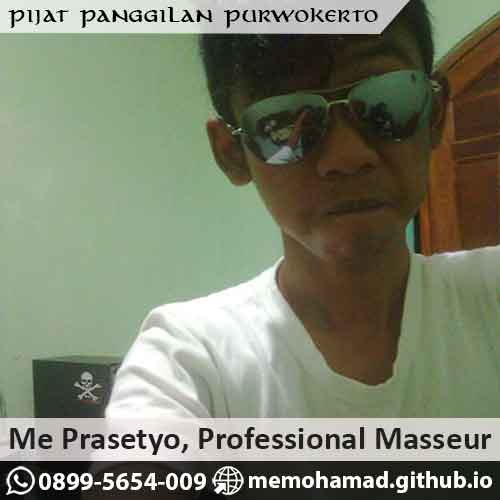 PIJAT PANGGILAN PURWOKERTO
Me Prasetyo, Professional Masseur
0899-5654-009 memohamad.github.io